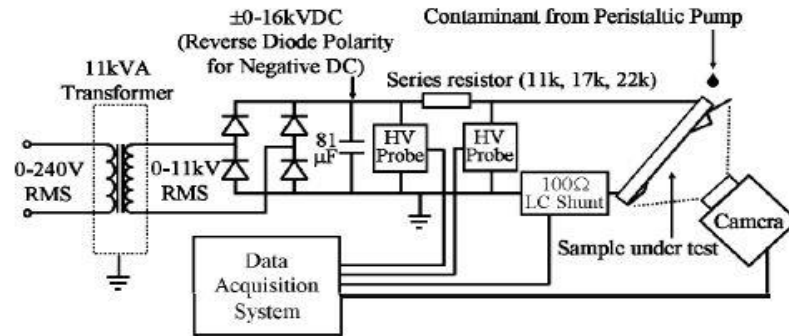 ±0-16kVDC
(Reverse Diode Polarity
for Negative DC)
Contaminant from Peristaltic Pump
11kVA
Transformer
Series resistor (11k, 17k, 22k)
0-240V
RMS
0-11kV
RMS
81
μF
HV
Probe
HV
Probe
100Ω
LC Shunt
Camera
Sample under test
Data
Acquisition
System